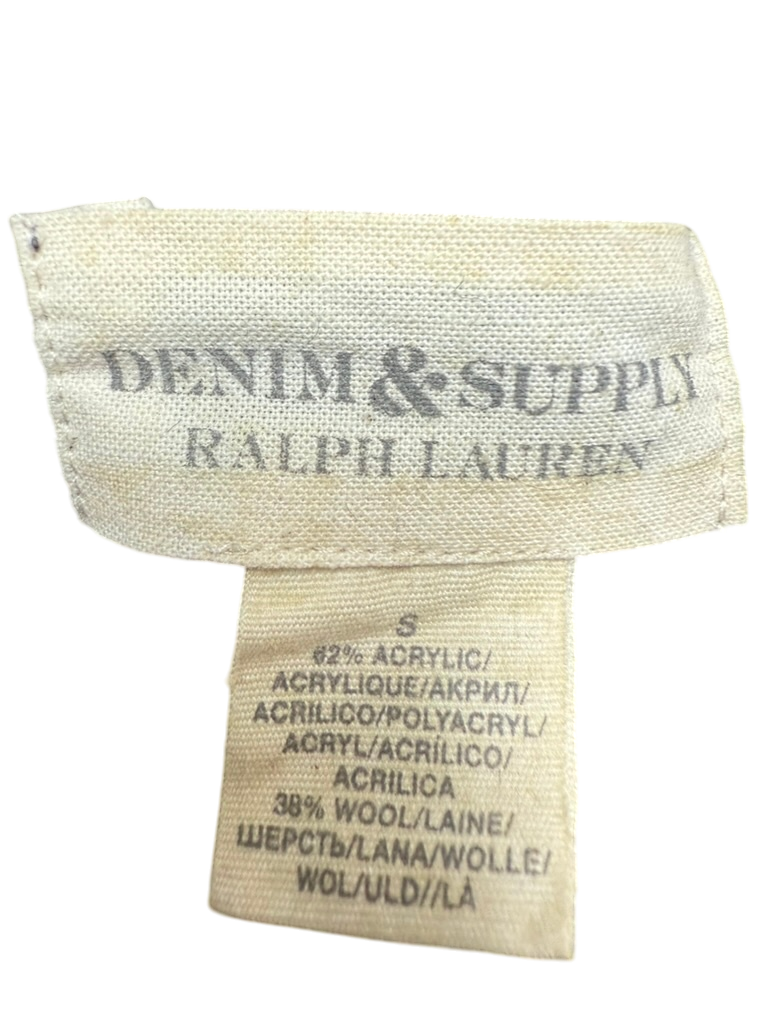 DENIM & SUPPLY
RALPH LAUREN
S
62% ACRYLIC/
ACRYLIQUE/АКРИЛ/
ACRILICO/POLYACRYL/
ACRYL/ACRÍLICO/
ACRILICA
38% WOOL/LAINE/
ШЕРСТЬ/LANA/WOLLE/
WOL/ULD//LÀ